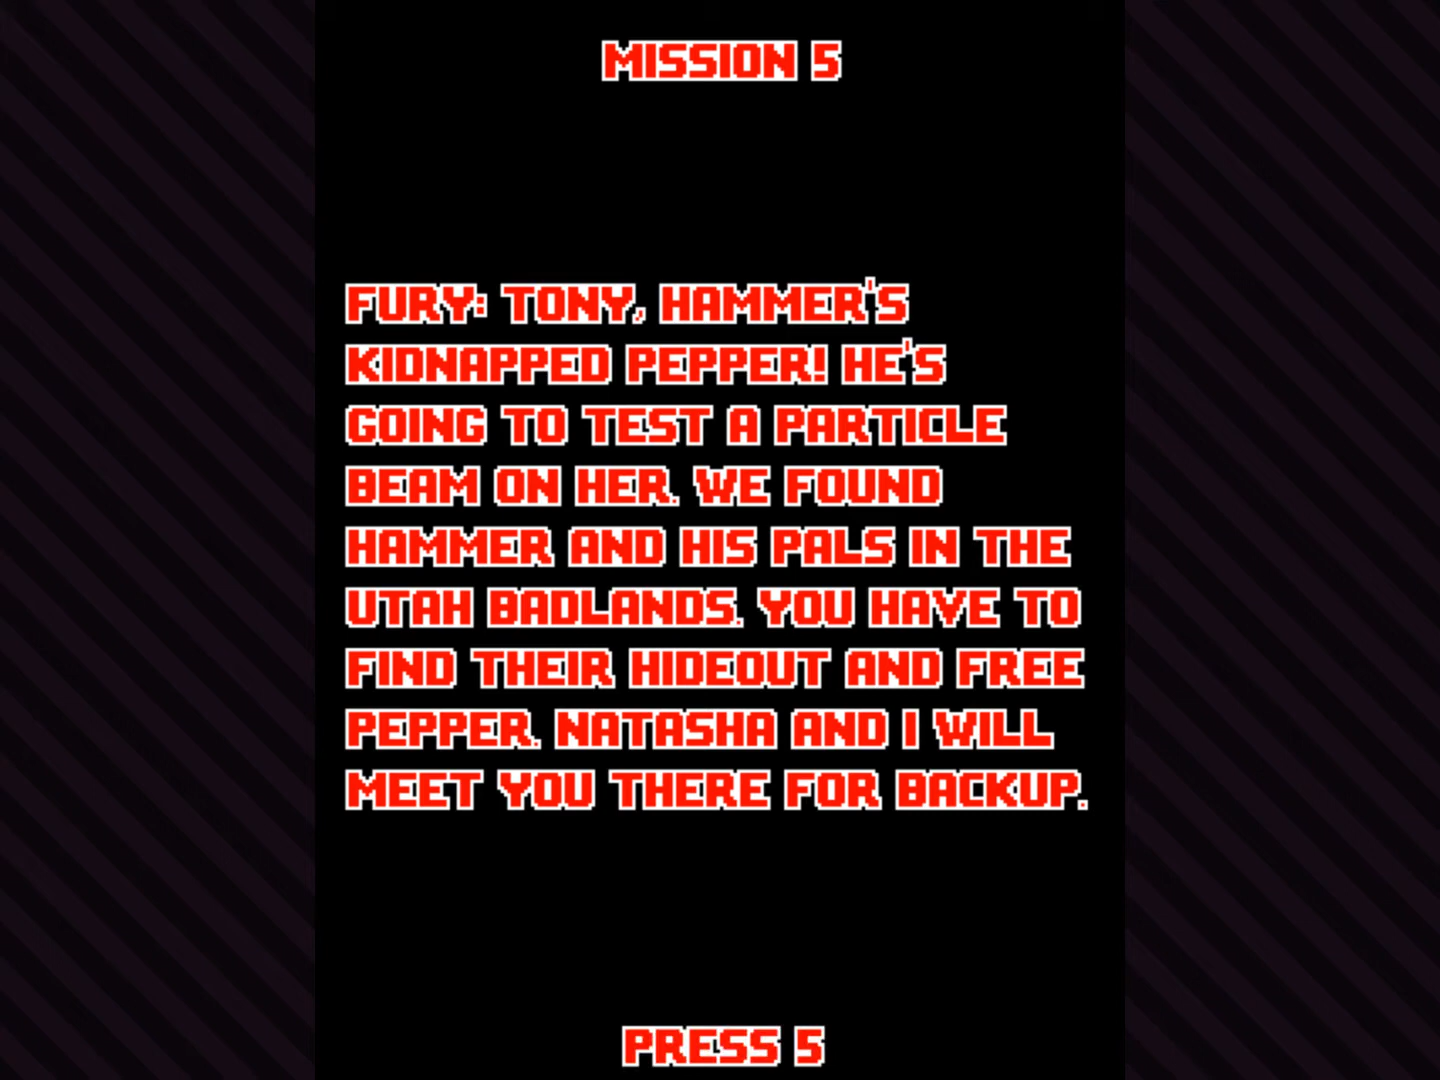 MISSION 5
FURY: TONY, HAMMER'S
KIDNAPPED PEPPER! HE'S
GOING TO TEST A PARTICLE
BEAM ON HER. WE FOUND
HAMMER AND HIS PALS IN THE
UTAH BADLANDS. YOU HAVE TO
FIND THEIR HIDEOUT AND FREE
PEPPER. NATASHA AND I WILL
MEET YOU THERE FOR BACKUP.
PRESS 5